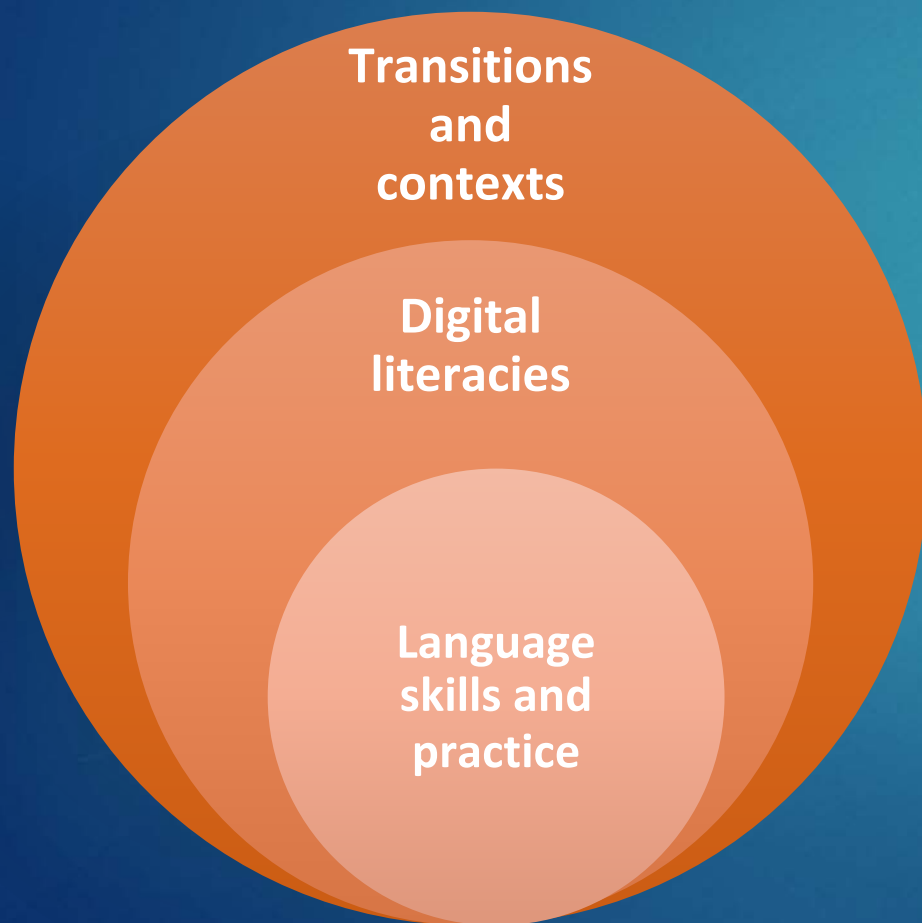 Transitions
and
contexts
Digital
literacies
Language
skills and
practice